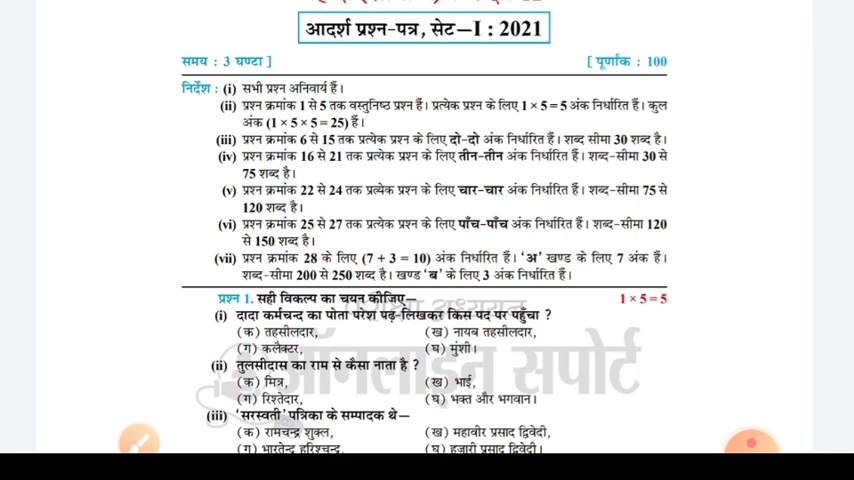 आदर्श प्रश्न-पत्र, सेट—I : 2021
समय : 3 घण्टा ] [ पूर्णांक : 100
निर्देश : (i) सभी प्रश्न अनिवार्य हैं।
(ii) प्रश्न क्रमांक 1 से 5 तक वस्तुनिष्ठ प्रश्न हैं। प्रत्येक प्रश्न के लिए 1 × 5 = 5 अंक निर्धारित हैं। कुल
अंक (1 × 5 × 5 = 25) हैं।
(iii) प्रश्न क्रमांक 6 से 15 तक प्रत्येक प्रश्न के लिए दो-दो अंक निर्धारित हैं। शब्द सीमा 30 शब्द है।
(iv) प्रश्न क्रमांक 16 से 21 तक प्रत्येक प्रश्न के लिए तीन-तीन अंक निर्धारित हैं। शब्द-सीमा 30 से
75 शब्द है।
(v) प्रश्न क्रमांक 22 से 24 तक प्रत्येक प्रश्न के लिए चार-चार अंक निर्धारित हैं। शब्द-सीमा 75 से
120 शब्द है।
(vi) प्रश्न क्रमांक 25 से 27 तक प्रत्येक प्रश्न के लिए पाँच-पाँच अंक निर्धारित हैं। शब्द-सीमा 120
से 150 शब्द है।
(vii) प्रश्न क्रमांक 28 के लिए (7 + 3 = 10) अंक निर्धारित हैं। 'अ' खण्ड के लिए 7 अंक हैं।
शब्द-सीमा 200 से 250 शब्द है। खण्ड 'ब' के लिए 3 अंक निर्धारित हैं।
प्रश्न 1. सही विकल्प का चयन कीजिए— 1 × 5 = 5
परीक्षा अध्ययन
(i) दादा कर्मचन्द का पोता परेश पढ़-लिखकर किस पद पर पहुँचा ?
(क) तहसीलदार, (ख) नायब तहसीलदार,
(ग) कलैक्टर, (घ) मुंशी।
ऑनलाइन सपोर्ट
(ii) तुलसीदास का राम से कैसा नाता है ?
(क) मित्र, (ख) भाई,
(ग) रिश्तेदार, (घ) भक्त और भगवान।
(iii) 'सरस्वती' पत्रिका के सम्पादक थे—
(क) रामचन्द्र शुक्ल, (ख) महावीर प्रसाद द्विवेदी,
(ग) भारतेन्दु हरिश्चन्द्र, (घ) हजारी प्रसाद द्विवेदी।